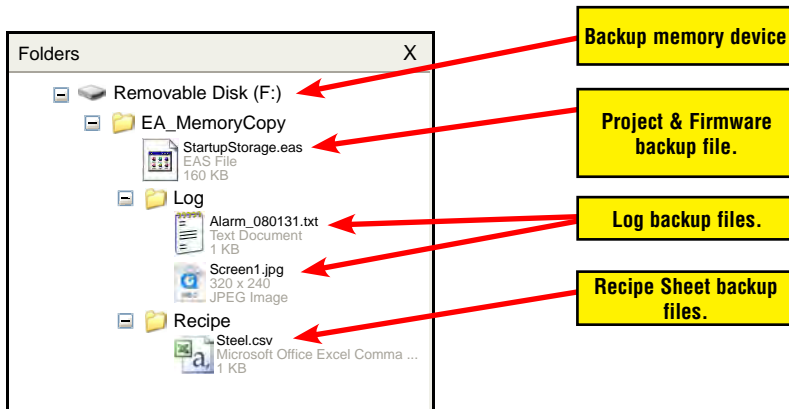 Folders X
Removable Disk (F:)
EA_MemoryCopy
StartupStorage.eas
EAS File
160 KB
Log
Alarm_080131.txt
Text Document
1 KB
Screen1.jpg
320 x 240
JPEG Image
Recipe
Steel.csv
Microsoft Office Excel Comma ...
1 KB
Backup memory device
Project & Firmware
backup file.
Log backup files.
Recipe Sheet backup
files.